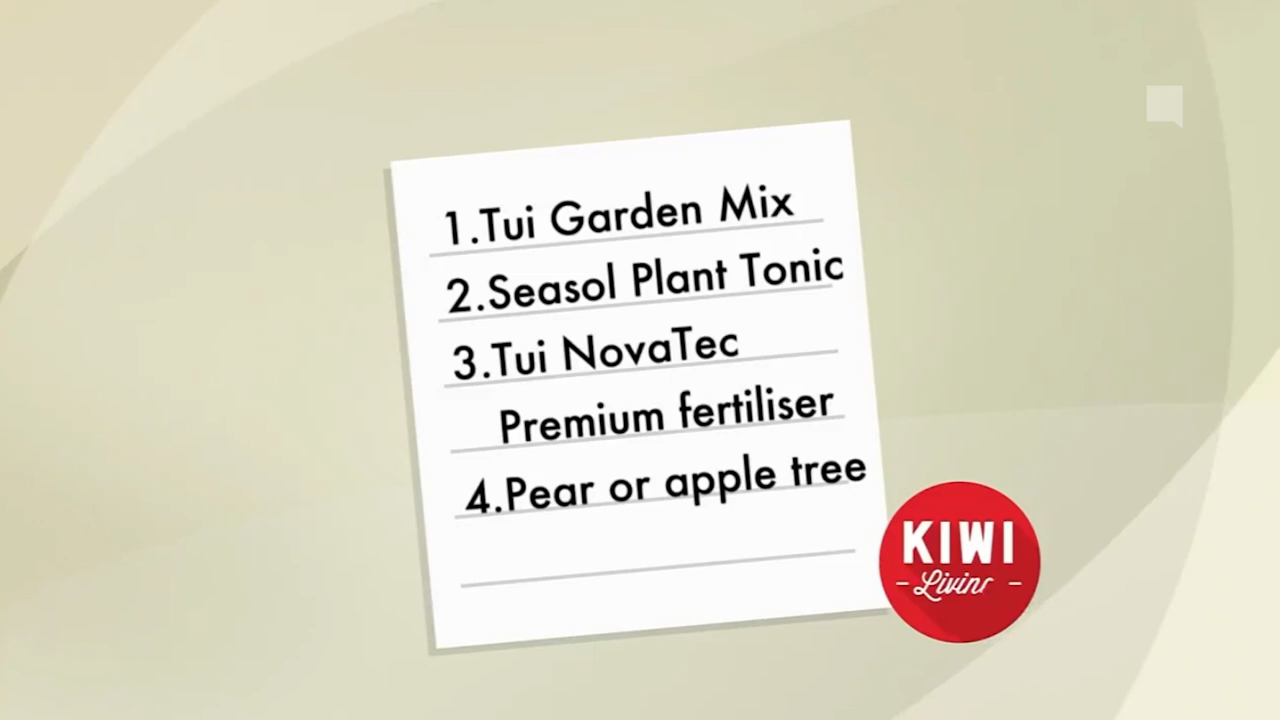 1.Tui Garden Mix
2.Seasol Plant Tonic
3.Tui NovaTec
Premium fertiliser
4.Pear or apple tree
KIWI